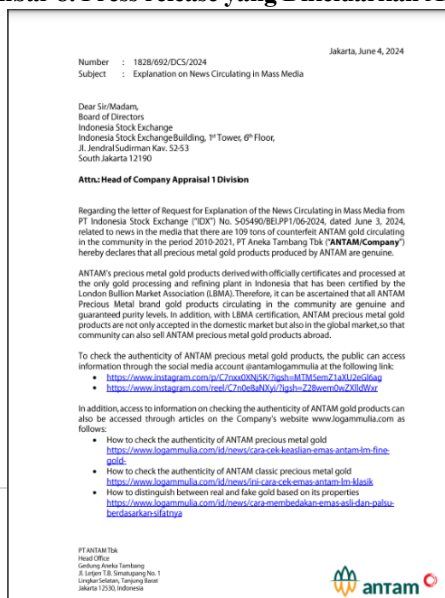 Jakarta, June 4, 2024
Number : 1828/692/DCS/2024
Subject : Explanation on News Circulating in Mass Media
Dear Sir/Madam,
Board of Directors
Indonesia Stock Exchange
Indonesia Stock Exchange Building, 1st Tower, 6th Floor,
Jl. Jendral Sudirman Kav. 52-53
South Jakarta 12190
Attn.: Head of Company Appraisal 1 Division
Regarding the letter of Request for Explanation of the News Circulating in Mass Media from
PT Indonesia Stock Exchange ("IDX") No. S-05490/BEI.PP1/06-2024, dated June 3, 2024,
related to news in the media that there are 109 tons of counterfeit ANTAM gold circulating
in the community in the period 2010-2021, PT Aneka Tambang Tbk ("ANTAM/Company")
hereby declares that all precious metal gold products produced by ANTAM are genuine.
ANTAM's precious metal gold products derived with officially certificates and processed at
the only gold processing and refining plant in Indonesia that has been certified by the
London Bullion Market Association (LBMA). Therefore, it can be ascertained that all ANTAM
Precious Metal brand gold products circulating in the community are genuine and
guaranteed purity levels. In addition, with LBMA certification, ANTAM precious metal gold
products are not only accepted in the domestic market but also in the global market, so that
community can also sell ANTAM precious metal gold products abroad.
To check the authenticity of ANTAM precious metal gold products, the public can access
information through the social media account @antamlogammulia at the following link:
• https://www.instagram.com/p/C7nxx0XNj5K/?igsh=MTM5emZ1aXU2eGl6ag
• https://www.instagram.com/reel/C7n0e8aNXyi/?igsh=Z28wem0wZXlldWxr
In addition, access to information on checking the authenticity of ANTAM gold products can
also be accessed through articles on the Company's website www.logammulia.com as
follows:
• How to check the authenticity of ANTAM precious metal gold
https://www.logammulia.com/id/news/cara-cek-keaslian-emas-antam-lm-fine-
gold-
• How to check the authenticity of ANTAM classic precious metal gold
https://www.logammulia.com/id/news/ini-cara-cek-emas-antam-lm-klasik
• How to distinguish between real and fake gold based on its properties
https://www.logammulia.com/id/news/cara-membedakan-emas-asli-dan-palsu-
berdasarkan-sifatnya
PT ANTAM Tbk
Head Office
Gedung Aneka Tambang
Jl. Letjen T.B. Simatupang No. 1
Lingkar Selatan, Tanjung Barat
Jakarta 12530, Indonesia
antam